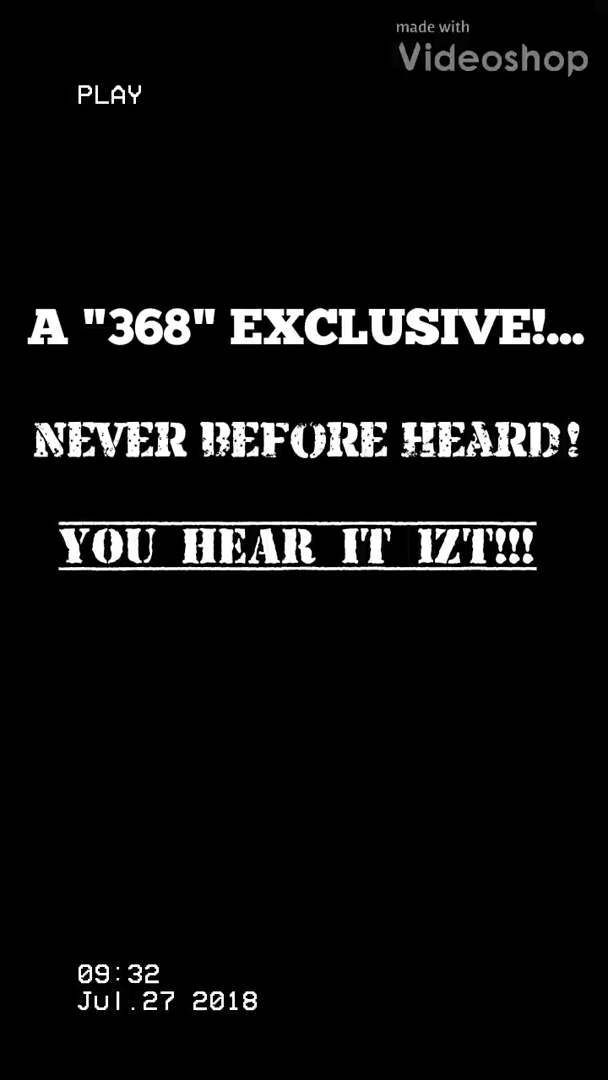 made with
Videoshop
PLAY
A "368" EXCLUSIVE!...
NEVER BEFORE HEARD!
YOU HEAR IT 1ZT!!!
09:32
Jul.27 2018